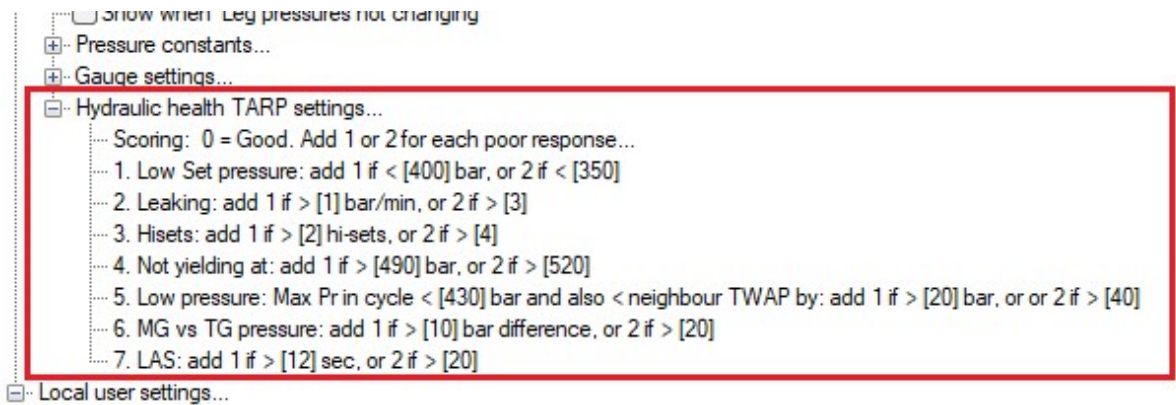 Show when Leg pressures not changing
Pressure constants...
Gauge settings...
Hydraulic health TARP settings...
Scoring: 0 = Good. Add 1 or 2 for each poor response...
1. Low Set pressure: add 1 if < [400] bar, or 2 if < [350]
2. Leaking: add 1 if > [1] bar/min, or 2 if > [3]
3. Hisets: add 1 if > [2] hi-sets, or 2 if > [4]
4. Not yielding at: add 1 if > [490] bar, or 2 if > [520]
5. Low pressure: Max Pr in cycle < [430] bar and also < neighbour TWAP by: add 1 if > [20] bar, or or 2 if > [40]
6. MG vs TG pressure: add 1 if > [10] bar difference, or 2 if > [20]
7. LAS: add 1 if > [12] sec, or 2 if > [20]
Local user settings...